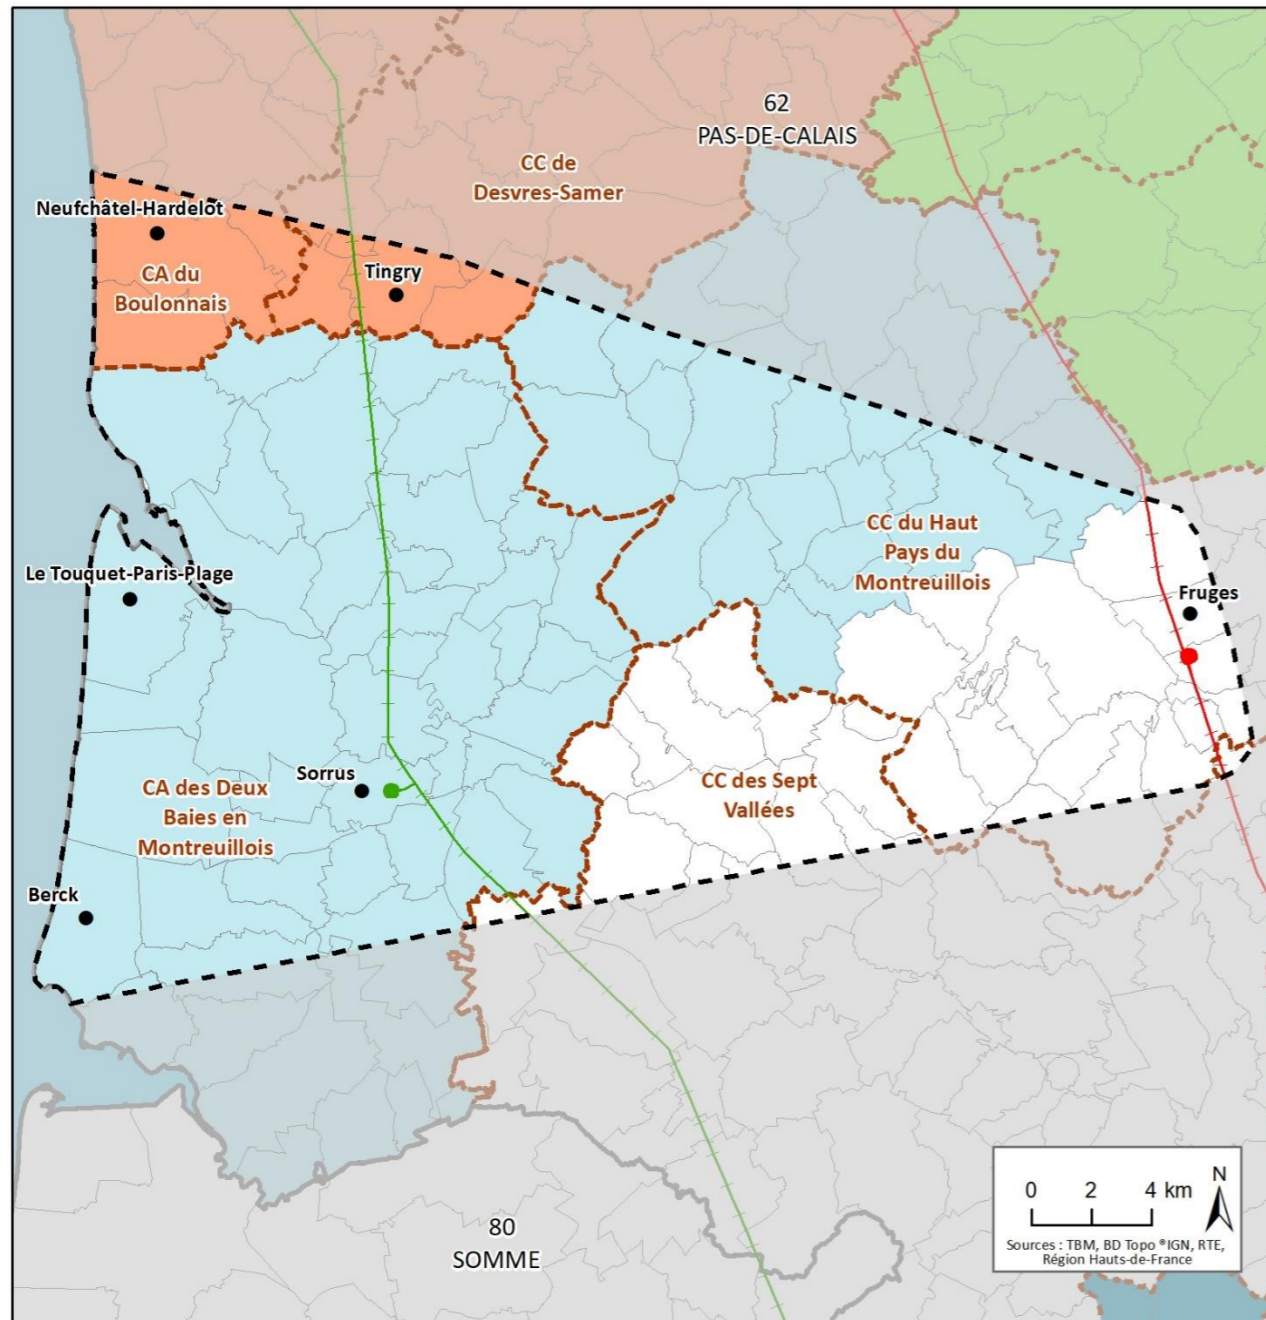 62
PAS-DE-CALAIS
CC de
Desvres-Samer
Neufchâtel-Hardelot
CA du
Boulonnais
Tingry
CC du Haut
Pays du
Montreuillois
Le Touquet-Paris-Plage
Fruges
Sorrus
CA des Deux
Baies en
Montreuillois
CC des Sept
Vallées
Berck
80
SOMME
N
0 2 4 km
Sources : TBM, BD Topo ®IGN, RTE,
Région Hauts-de-France